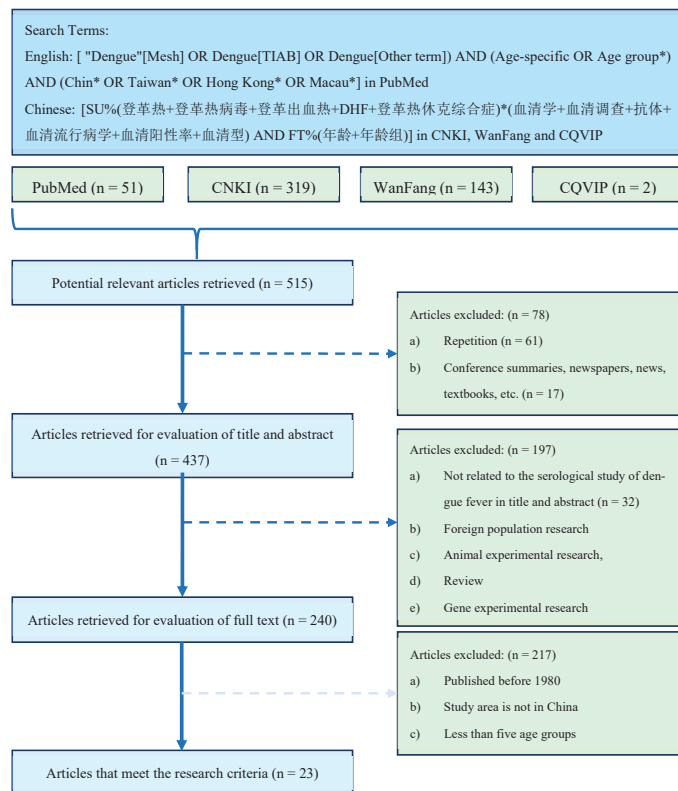 Search Terms:
English: [ "Dengue"[Mesh] OR Dengue[TIAB] OR Dengue[Other term]) AND (Age-specific OR Age group*)
AND (Chin* OR Taiwan* OR Hong Kong* OR Macau*] in PubMed
Chinese: [SU%(登革热+登革热病毒+登革出血热+DHF+登革热休克综合症)*(血清学+血清调查+抗体+
血清流行病学+血清阳性率+血清型) AND FT%(年龄+年龄组)] in CNKI, WanFang and CQVIP
PubMed (n = 51)
CNKI (n = 319)
WanFang (n = 143)
CQVIP (n = 2)
Potential relevant articles retrieved (n = 515)
Articles excluded: (n = 78)
a) Repetition (n = 61)
b) Conference summaries, newspapers, news,
textbooks, etc. (n = 17)
Articles retrieved for evaluation of title and abstract
(n = 437)
Articles excluded: (n = 197)
a) Not related to the serological study of den-
gue fever in title and abstract (n = 32)
b) Foreign population research
c) Animal experimental research,
d) Review
e) Gene experimental research
Articles retrieved for evaluation of full text (n = 240)
Articles excluded: (n = 217)
a) Published before 1980
b) Study area is not in China
c) Less than five age groups
Articles that meet the research criteria (n = 23)